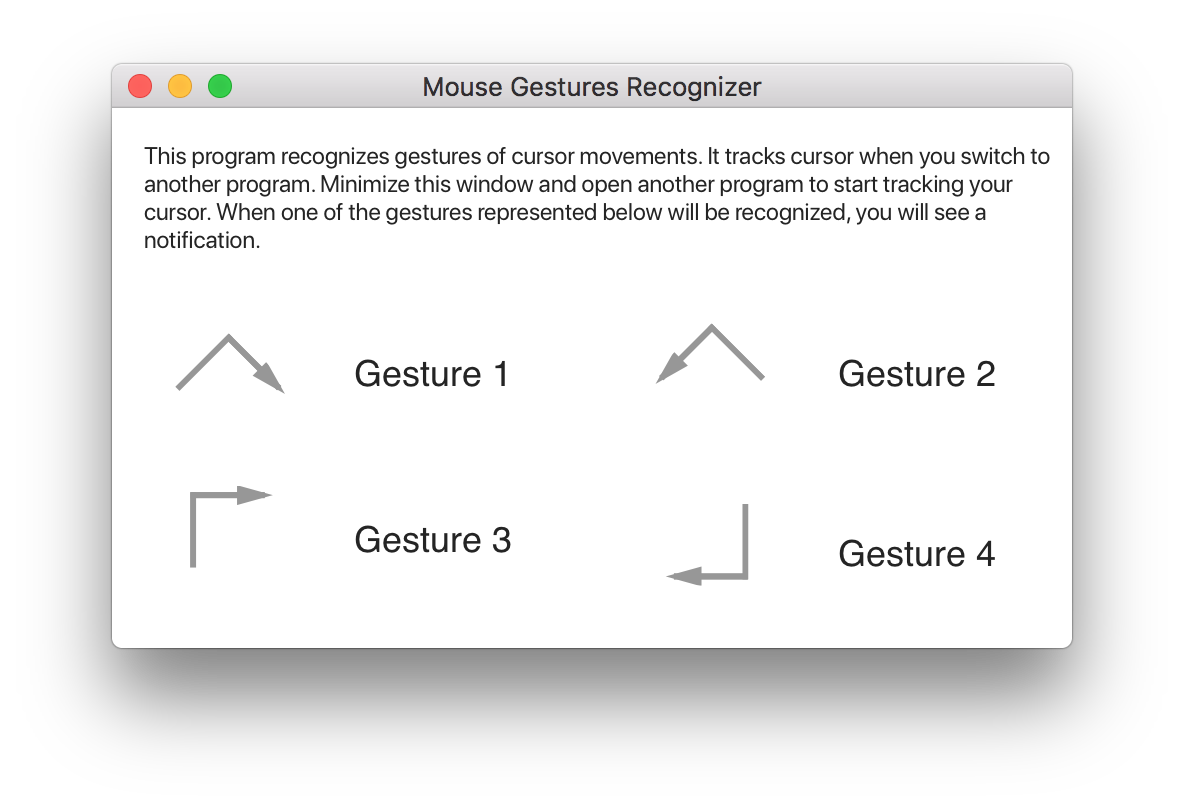 Mouse Gestures Recognizer
This program recognizes gestures of cursor movements. It tracks cursor when you switch to
another program. Minimize this window and open another program to start tracking your
cursor. When one of the gestures represented below will be recognized, you will see a
notification.
Gesture 1
Gesture 2
Gesture 3
Gesture 4